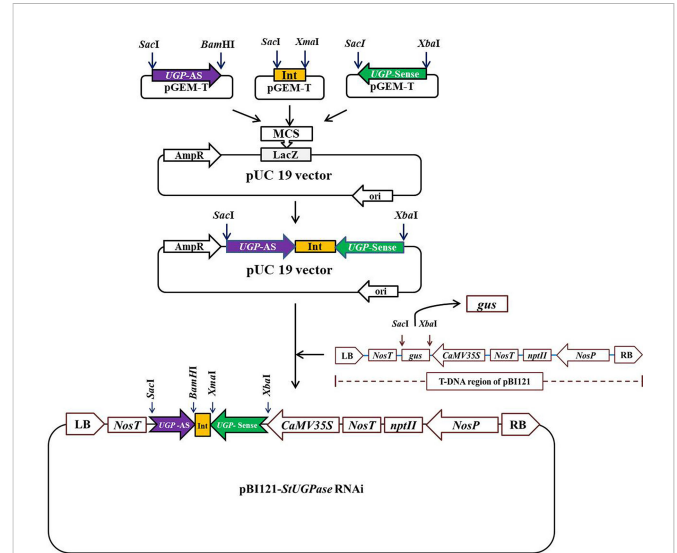 SacI BamHI SacI XmaI SacI XbaI
UGP-AS Int UGP-Sense
pGEM-T pGEM-T pGEM-T
MCS
AmpR LacZ
pUC 19 vector
ori
SacI XbaI
AmpR UGP-AS Int UGP-Sense
pUC 19 vector
ori
gus
SacI XbaI
LB NosT gus CaMV35S NosT nptII NosP RB
T-DNA region of pBI121
SacI BamHI XmaI XbaI
LB NosT UGP -AS Int UGP- Sense CaMV35S NosT nptII NosP RB
pBI121-StUGPase RNAi